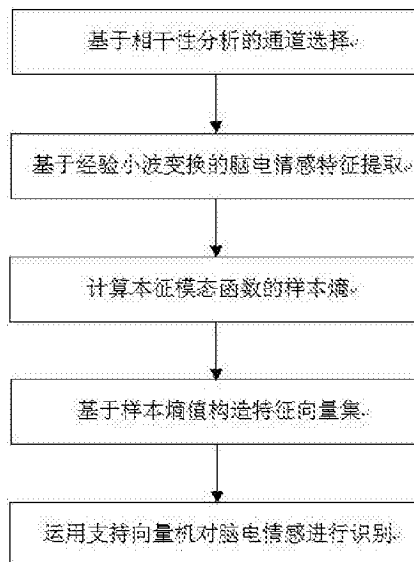 基于相干性分析的通道选择
基于经验小波变换的脑电情感特征提取
计算本征模态函数的样本熵
基于样本熵值构造特征向量集
运用支持向量机对脑电情感进行识别